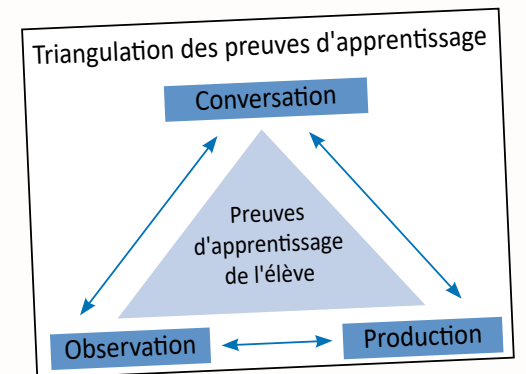 Triangulation des preuves d'apprentissage
Conversation
Preuves
d'apprentissage
de l'élève
Observation
Production